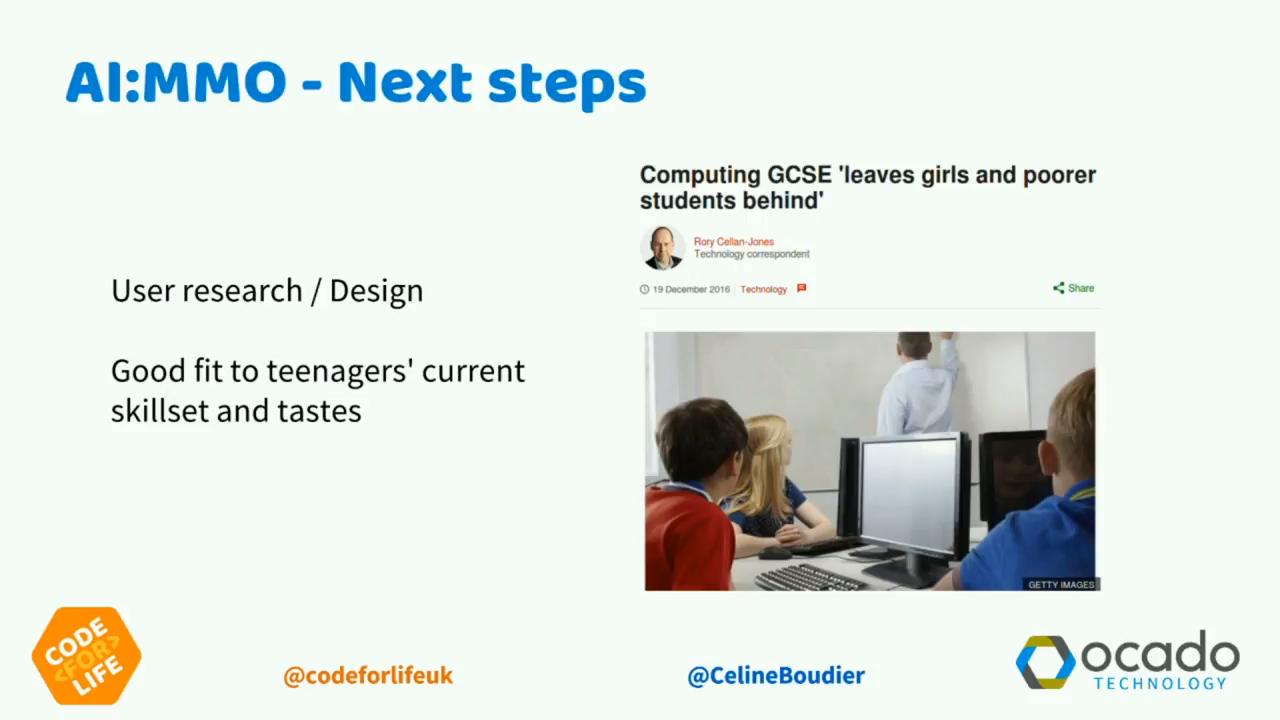 AI:MMO - Next steps
User research / Design
Good fit to teenagers' current
skillset and tastes
Computing GCSE 'leaves girls and poorer
students behind'
Rory Cellan-Jones
Technology correspondent
19 December 2016 | Technology
Share
GETTY IMAGES
CODE
<FOR>
LIFE
@codeforlifeuk
@CelineBoudier
ocado
TECHNOLOGY